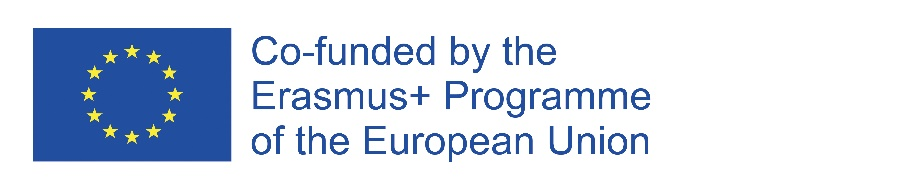 Co-funded by the
Erasmus+ Programme
of the European Union